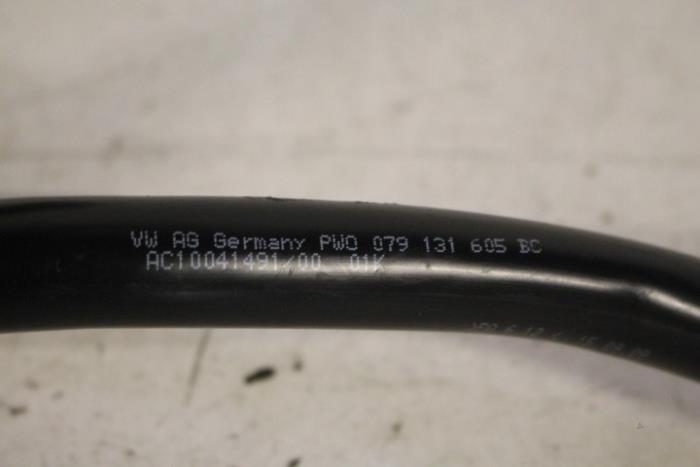 VW AG Germany PWO 079 131 605 BC
AC10041491/00 01K